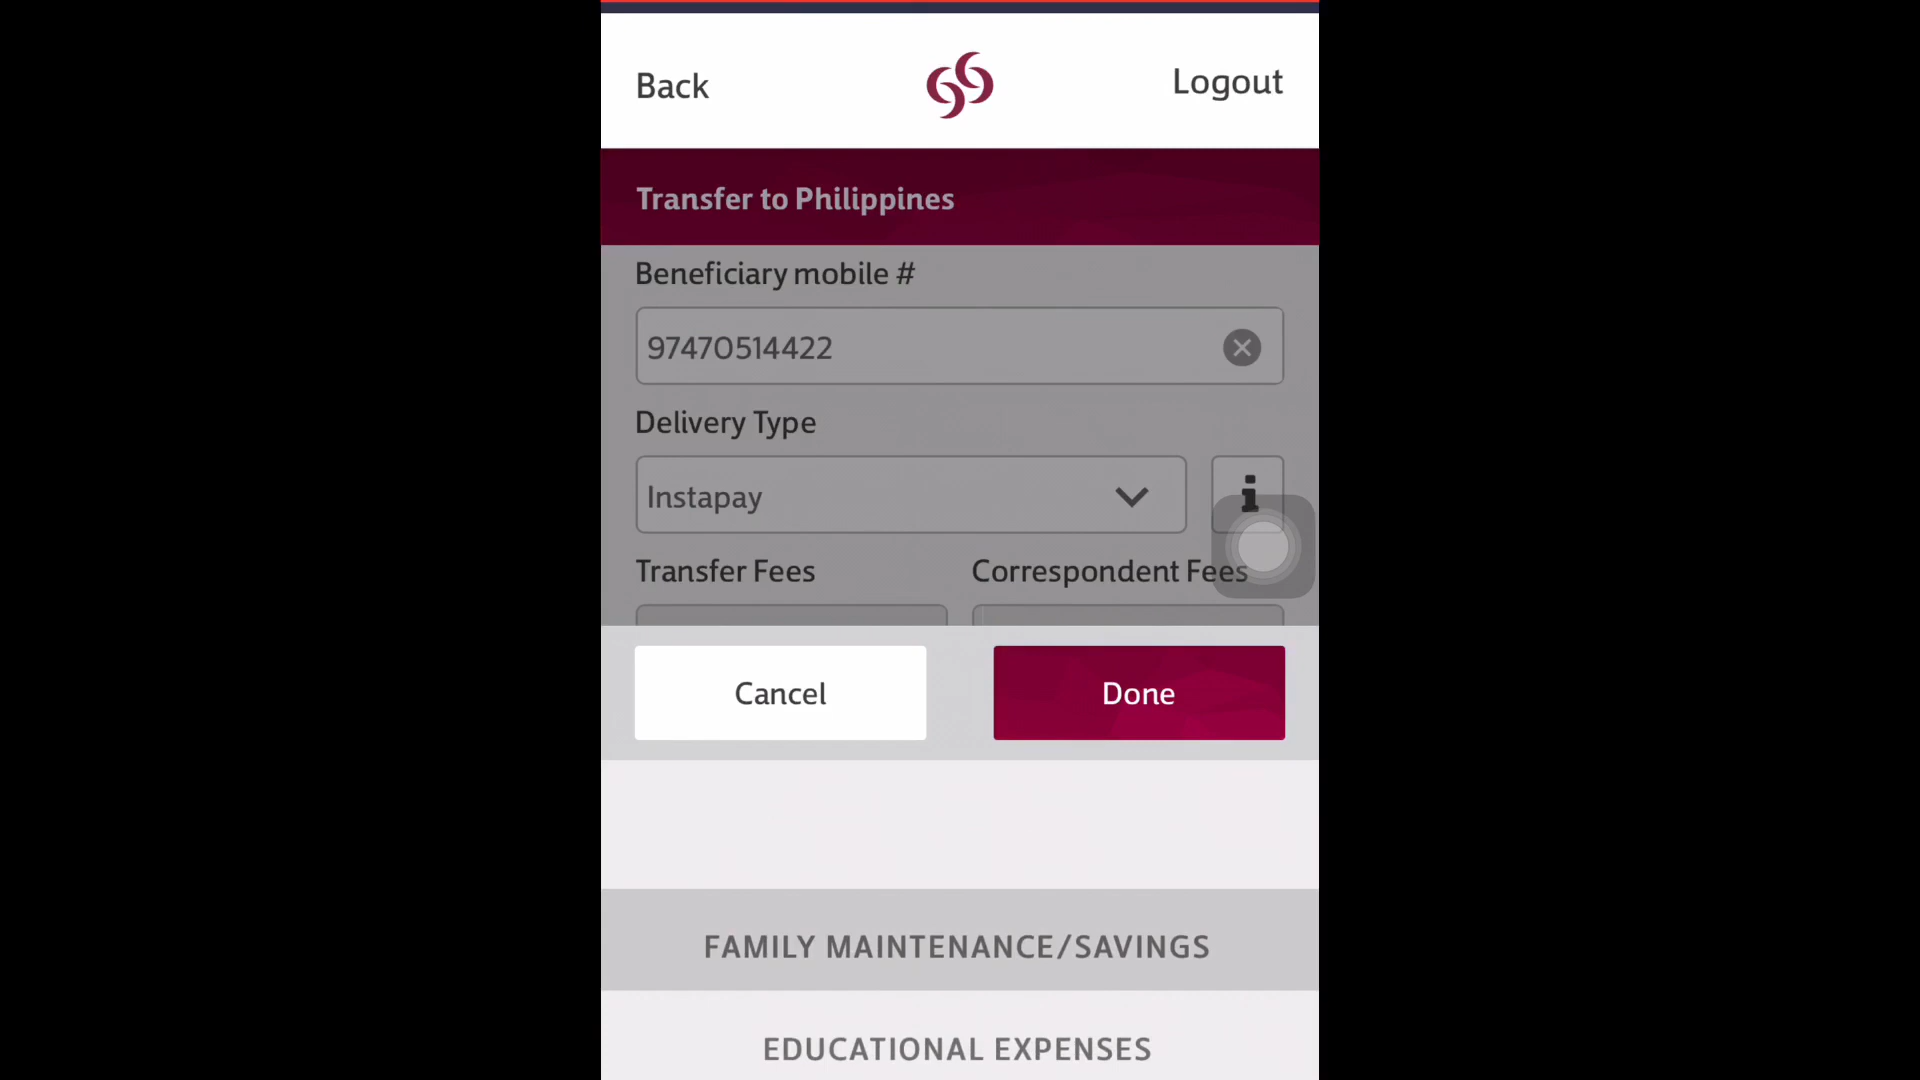 Back
Logout
Transfer to Philippines
Beneficiary mobile #
97470514422
Delivery Type
Instapay
Transfer Fees
Correspondent Fees
Cancel
Done
FAMILY MAINTENANCE/SAVINGS
EDUCATIONAL EXPENSES